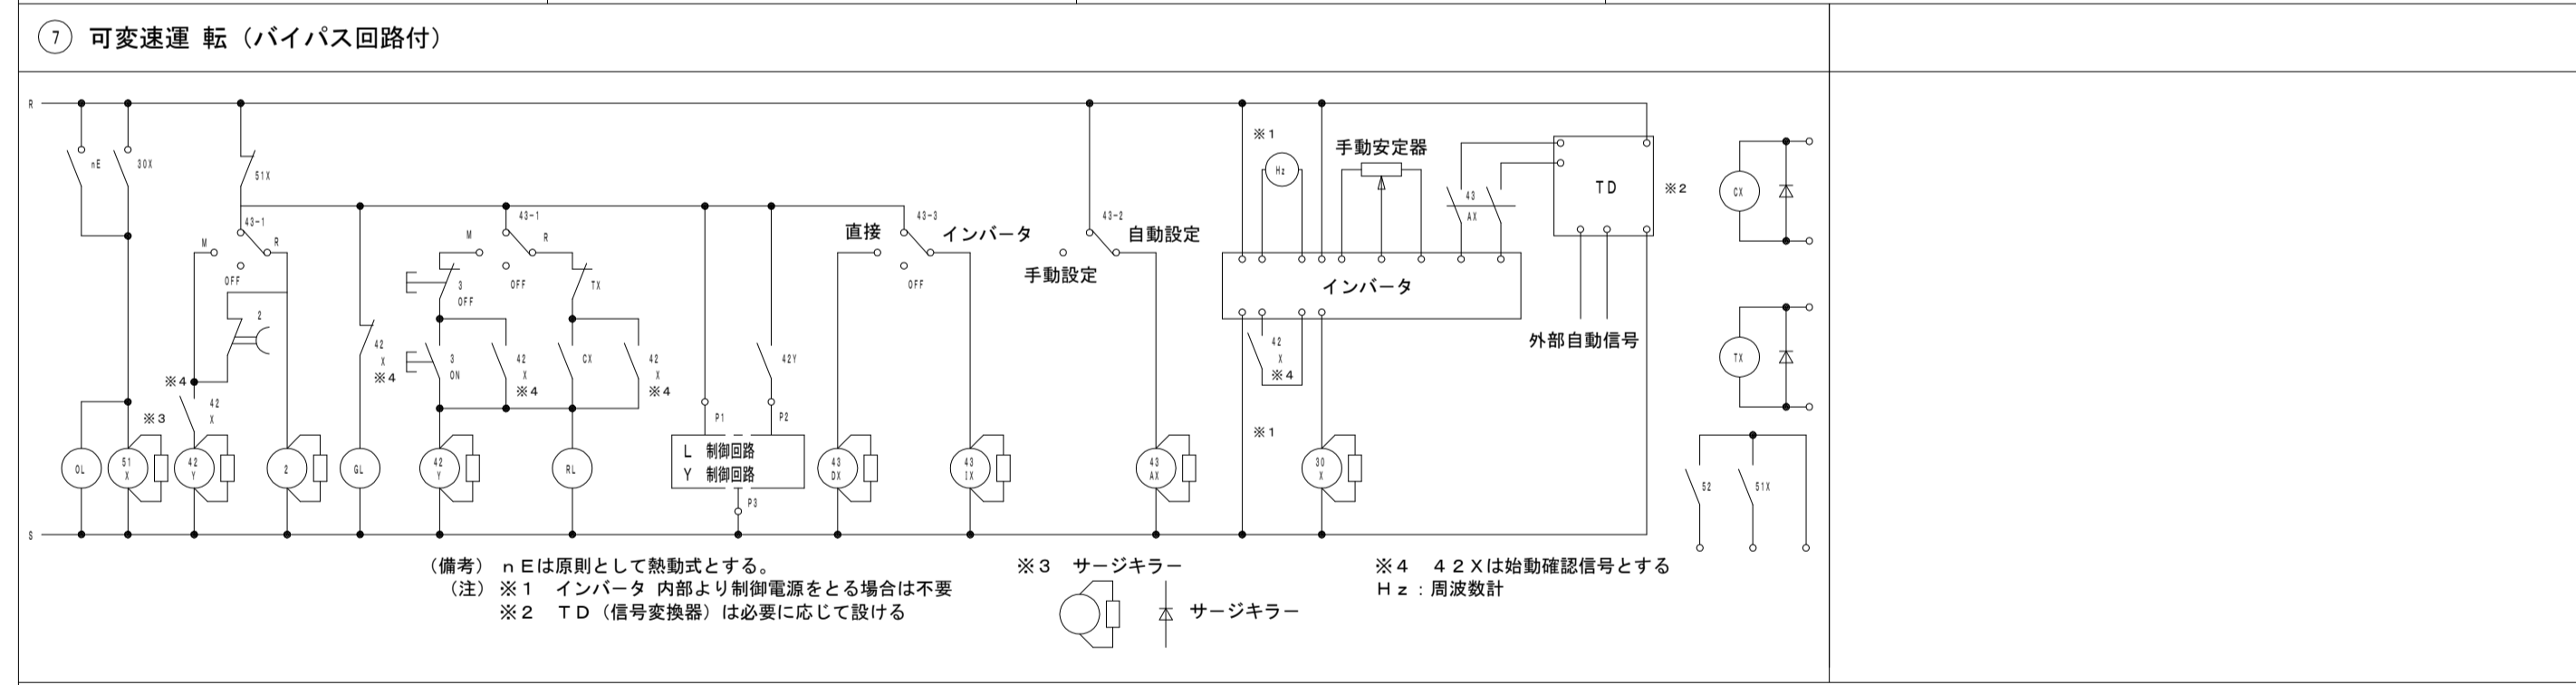 7 可変速運 転（バイパス回路付）
R
nE
30X
51X
43-1
M
R
OFF
2
※4
42
X
42
X
※4
43-1
M
R
OFF
3
OFF
TX
3
ON
42
X
※4
CX
42
X
※4
42Y
P1
P2
L 制御回路
Y 制御回路
P3
直接
43-3
インバータ
OFF
43-2
自動設定
手動設定
※1
Hz
手動安定器
43
AX
TD
※2
インバータ
42
X
※4
外部自動信号
※1
CX
TX
52
51X
OL
51
X
※3
42
Y
2
GL
42
Y
RL
43
DX
43
IX
43
AX
30
X
S
（備考） ｎＥは原則として熱動式とする。
（注） ※１　インバータ 内部より制御電源をとる場合は不要
※２　ＴＤ（信号変換器）は必要に応じて設ける
※３　サージキラー
サージキラー
※４　４２Ｘは始動確認信号とする
Ｈｚ：周波数計